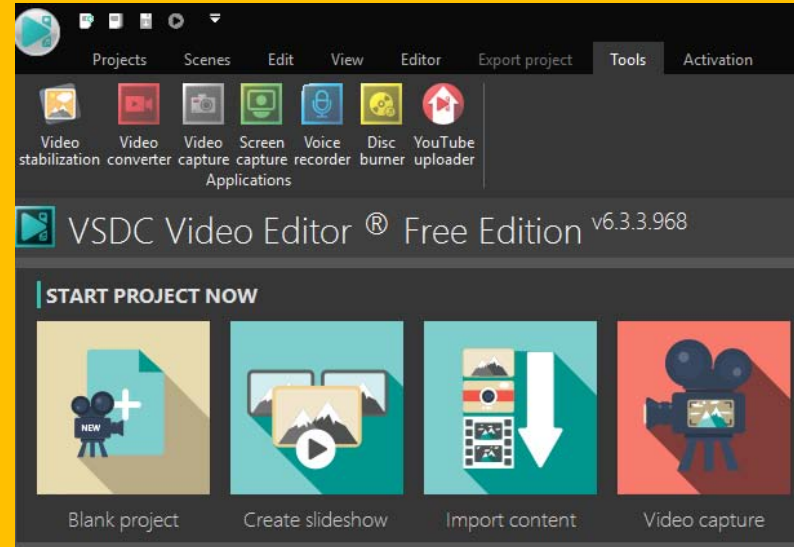 Projects Scenes Edit View Editor Export project Tools Activation
Video stabilization
Video converter
Video capture
Screen capture
Voice recorder
Disc burner
YouTube uploader
Applications
VSDC Video Editor ® Free Edition v6.3.3.968
START PROJECT NOW
NEW
Blank project Create slideshow Import content Video capture